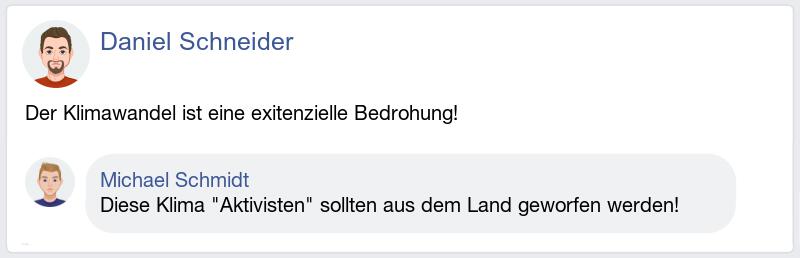 Daniel Schneider
Der Klimawandel ist eine exitenzielle Bedrohung!
Michael Schmidt
Diese Klima "Aktivisten" sollten aus dem Land geworfen werden!